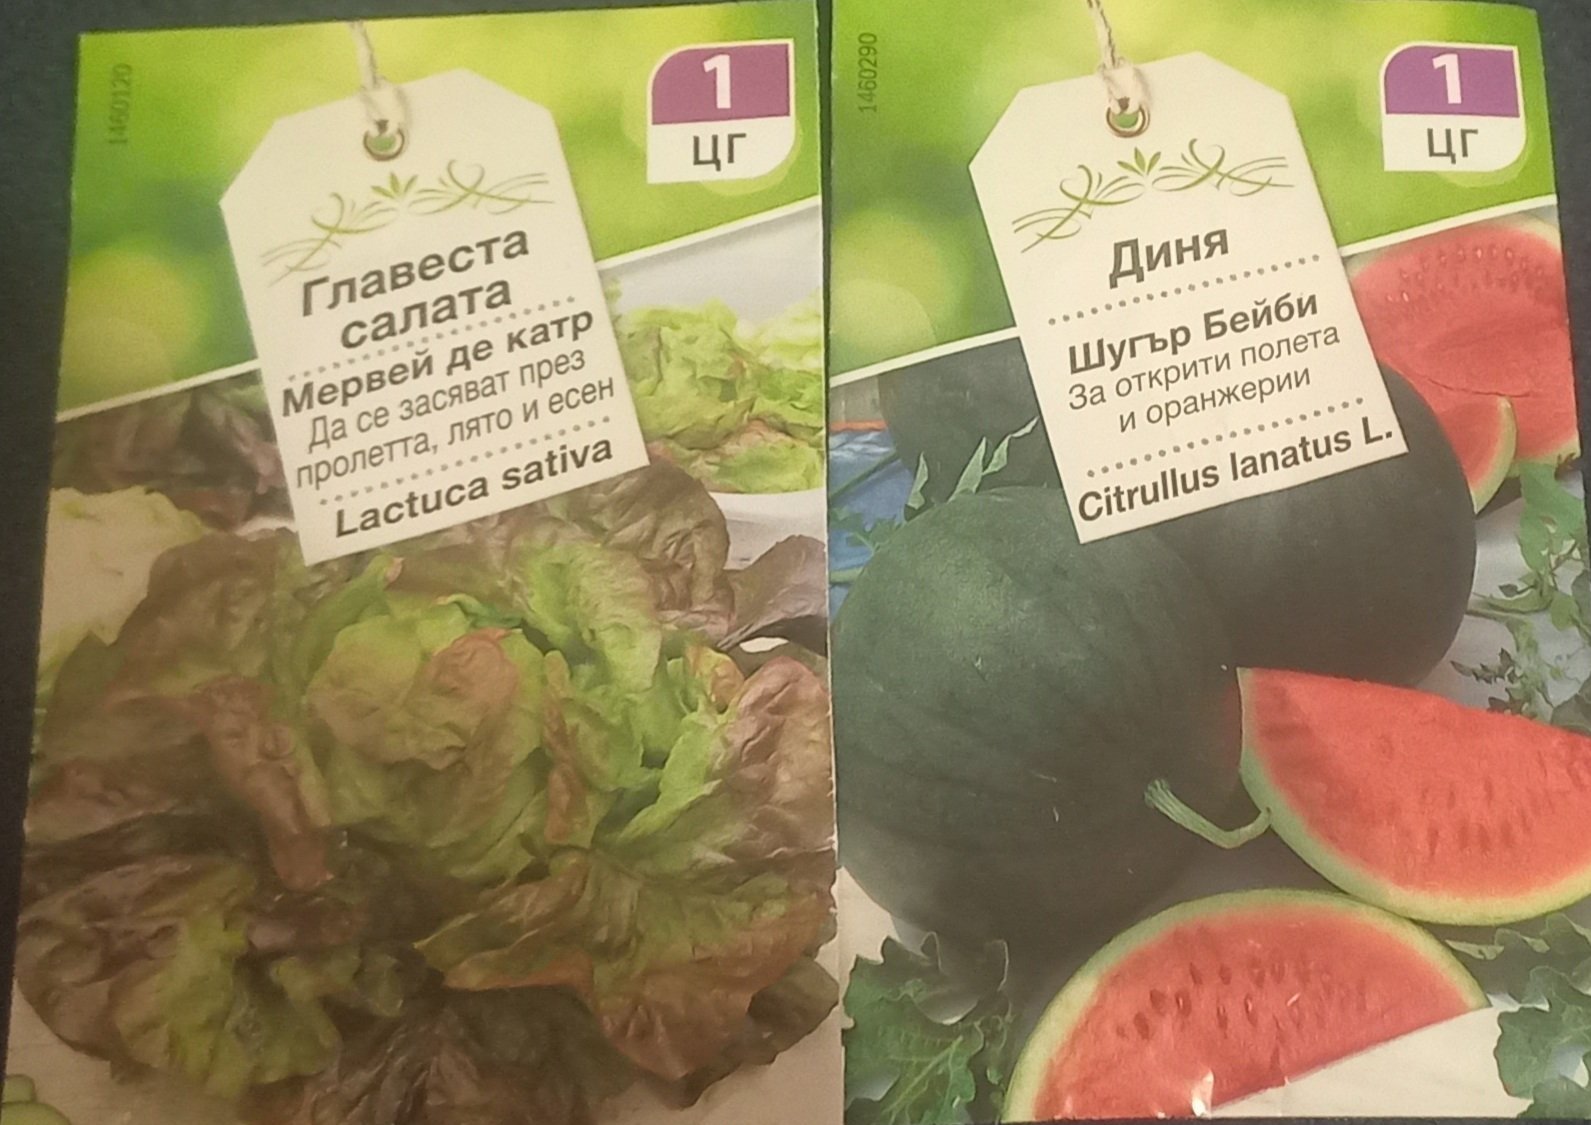 1460120
1
ЦГ
Главеста
салата
Мервей де катр
Да се засяват през
пролетта, лято и есен
Lactuca sativa
1460290
1
ЦГ
Диня
Шугър Бейби
За открити полета
и оранжерии
Citrullus lanatus L.